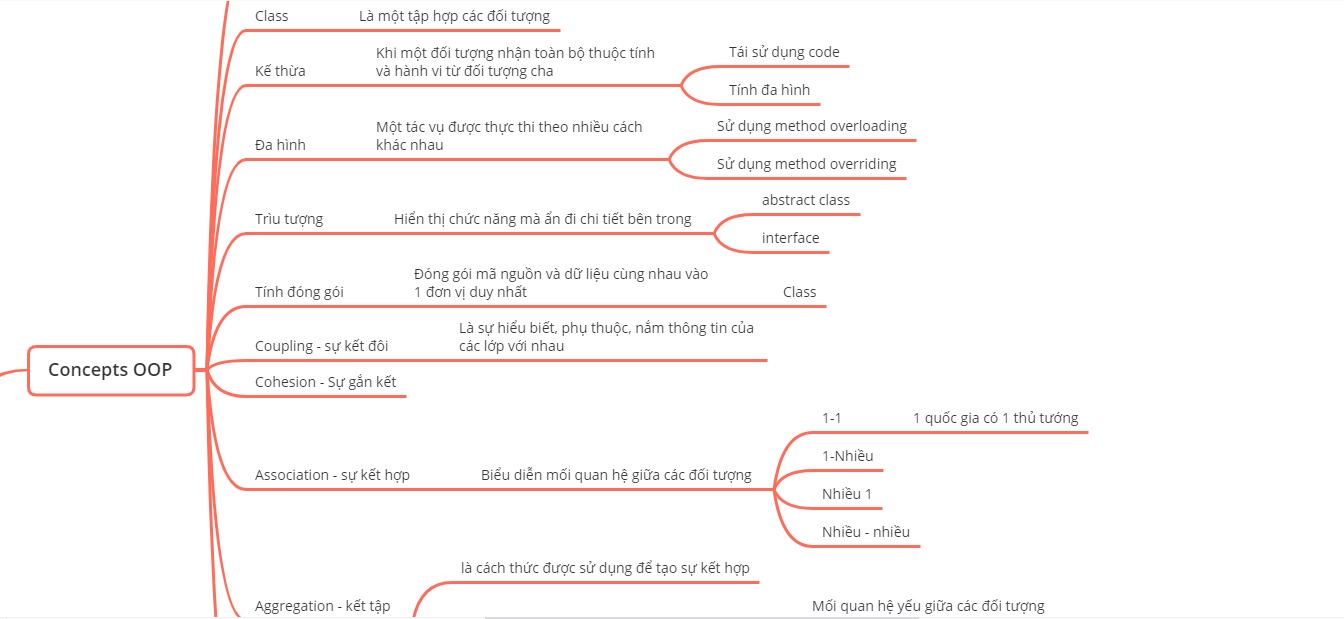 Class
Là một tập hợp các đối tượng
Kế thừa
Khi một đối tượng nhận toàn bộ thuộc tính
và hành vi từ đối tượng cha
Tái sử dụng code
Tính đa hình
Đa hình
Một tác vụ được thực thi theo nhiều cách
khác nhau
Sử dụng method overloading
Sử dụng method overriding
Trìu tượng
Hiển thị chức năng mà ẩn đi chi tiết bên trong
abstract class
interface
Tính đóng gói
Đóng gói mã nguồn và dữ liệu cùng nhau vào
1 đơn vị duy nhất
Class
Concepts OOP
Coupling - sự kết đôi
Là sự hiểu biết, phụ thuộc, nắm thông tin của
các lớp với nhau
Cohesion - Sự gắn kết
Association - sự kết hợp
Biểu diễn mối quan hệ giữa các đối tượng
1-1
1 quốc gia có 1 thủ tướng
1-Nhiều
Nhiều 1
Nhiều - nhiều
Aggregation - kết tập
là cách thức được sử dụng để tạo sự kết hợp
Mối quan hệ yếu giữa các đối tượng